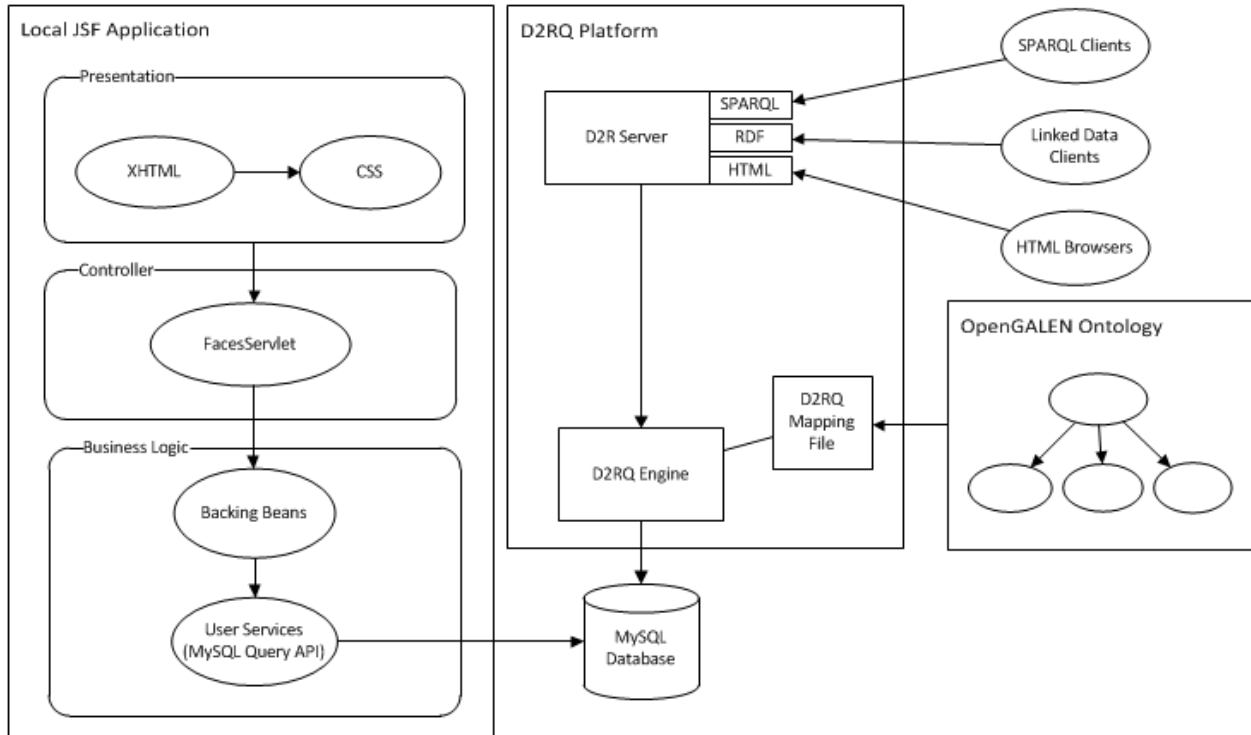 Local JSF Application
Presentation
XHTML
CSS
Controller
FacesServlet
Business Logic
Backing Beans
User Services
(MySQL Query API)
D2RQ Platform
D2R Server
SPARQL
RDF
HTML
SPARQL Clients
Linked Data
Clients
HTML Browsers
D2RQ Engine
D2RQ
Mapping
File
OpenGALEN Ontology
MySQL
Database